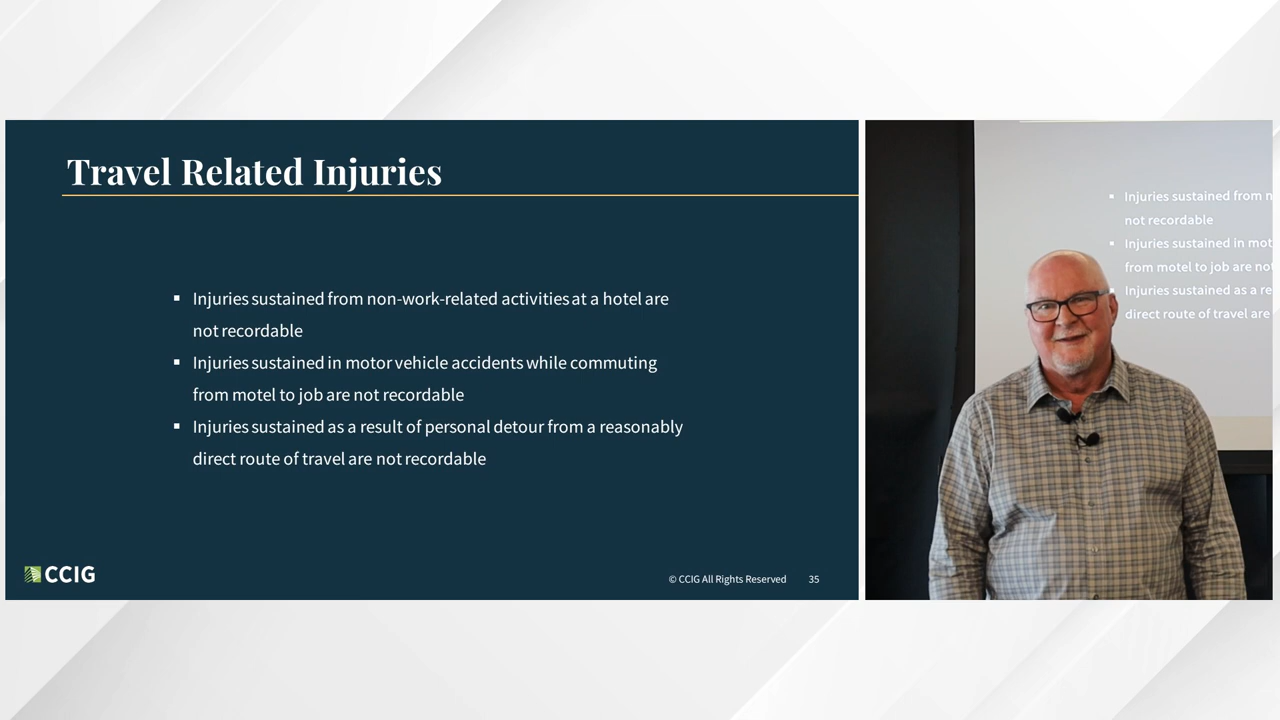 Travel Related Injuries
▪ Injuries sustained from non-work-related activities at a hotel are
not recordable
▪ Injuries sustained in motor vehicle accidents while commuting
from motel to job are not recordable
▪ Injuries sustained as a result of personal detour from a reasonably
direct route of travel are not recordable
CCIG
© CCIG All Rights Reserved 35
▪ Injuries sustained from
not recordable
▪ Injuries sustained in
from motel to job are
Injuries sustained as a
direct route of travel are